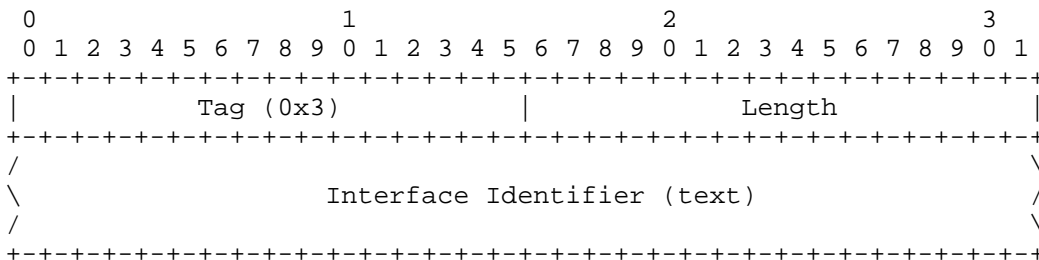 0                   1                   2                   3
 0 1 2 3 4 5 6 7 8 9 0 1 2 3 4 5 6 7 8 9 0 1 2 3 4 5 6 7 8 9 0 1
+-+-+-+-+-+-+-+-+-+-+-+-+-+-+-+-+-+-+-+-+-+-+-+-+-+-+-+-+-+-+-+-+
|           Tag (0x3)           |             Length            |
+-+-+-+-+-+-+-+-+-+-+-+-+-+-+-+-+-+-+-+-+-+-+-+-+-+-+-+-+-+-+-+-+
/                                                               \
\                   Interface Identifier (text)                 /
/                                                               \
+-+-+-+-+-+-+-+-+-+-+-+-+-+-+-+-+-+-+-+-+-+-+-+-+-+-+-+-+-+-+-+-+